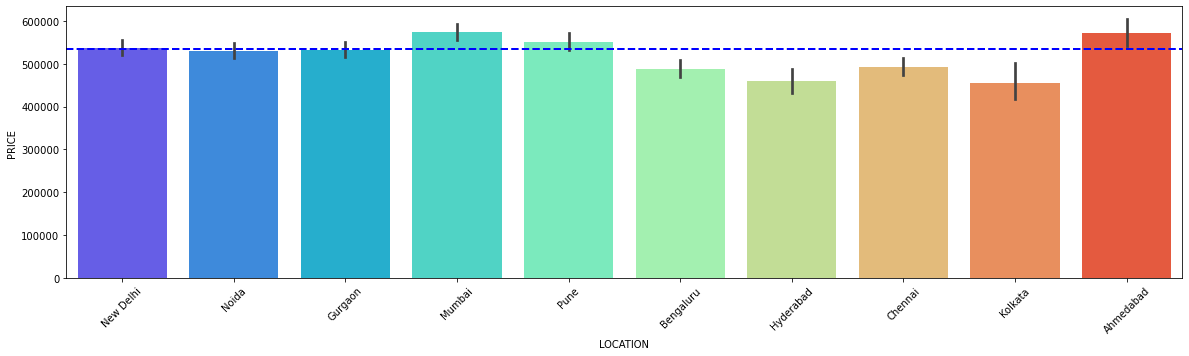 PRICE
600000
500000
400000
300000
200000
100000
0
New Delhi
Noida
Gurgaon
Mumbai
Pune
Bengaluru
Hyderabad
Chennai
Kolkata
Ahmedabad
LOCATION